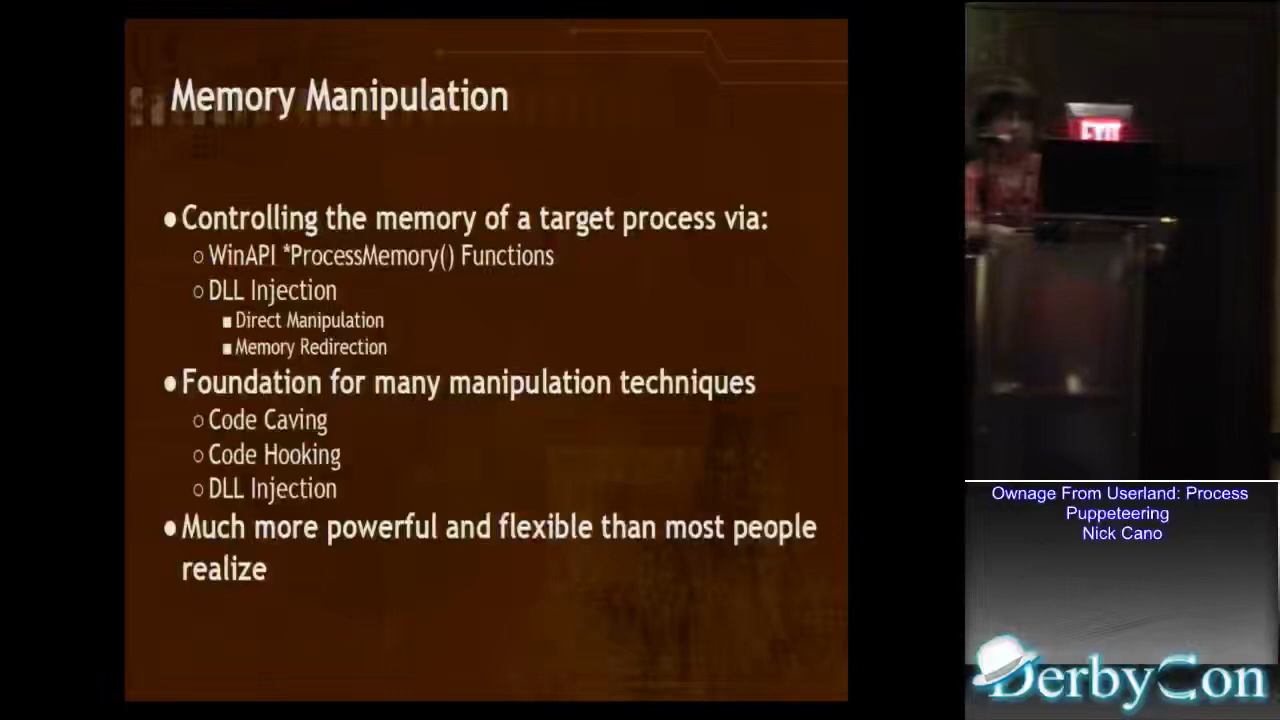 Memory Manipulation
●Controlling the memory of a target process via:
○WinAPI *ProcessMemory() Functions
○DLL Injection
■Direct Manipulation
■Memory Redirection
●Foundation for many manipulation techniques
○Code Caving
○Code Hooking
○DLL Injection
●Much more powerful and flexible than most people
realize
EXIT
Ownage From Userland: Process
Puppeteering
Nick Cano
DerbyCon